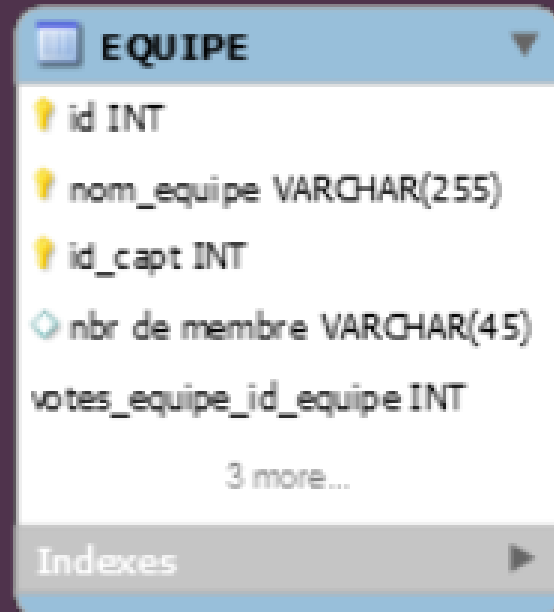 EQUIPE
id INT
nom_equipe VARCHAR(255)
id_capt INT
nbr de membre VARCHAR(45)
votes_equipe_id_equipe INT
3 more...
Indexes